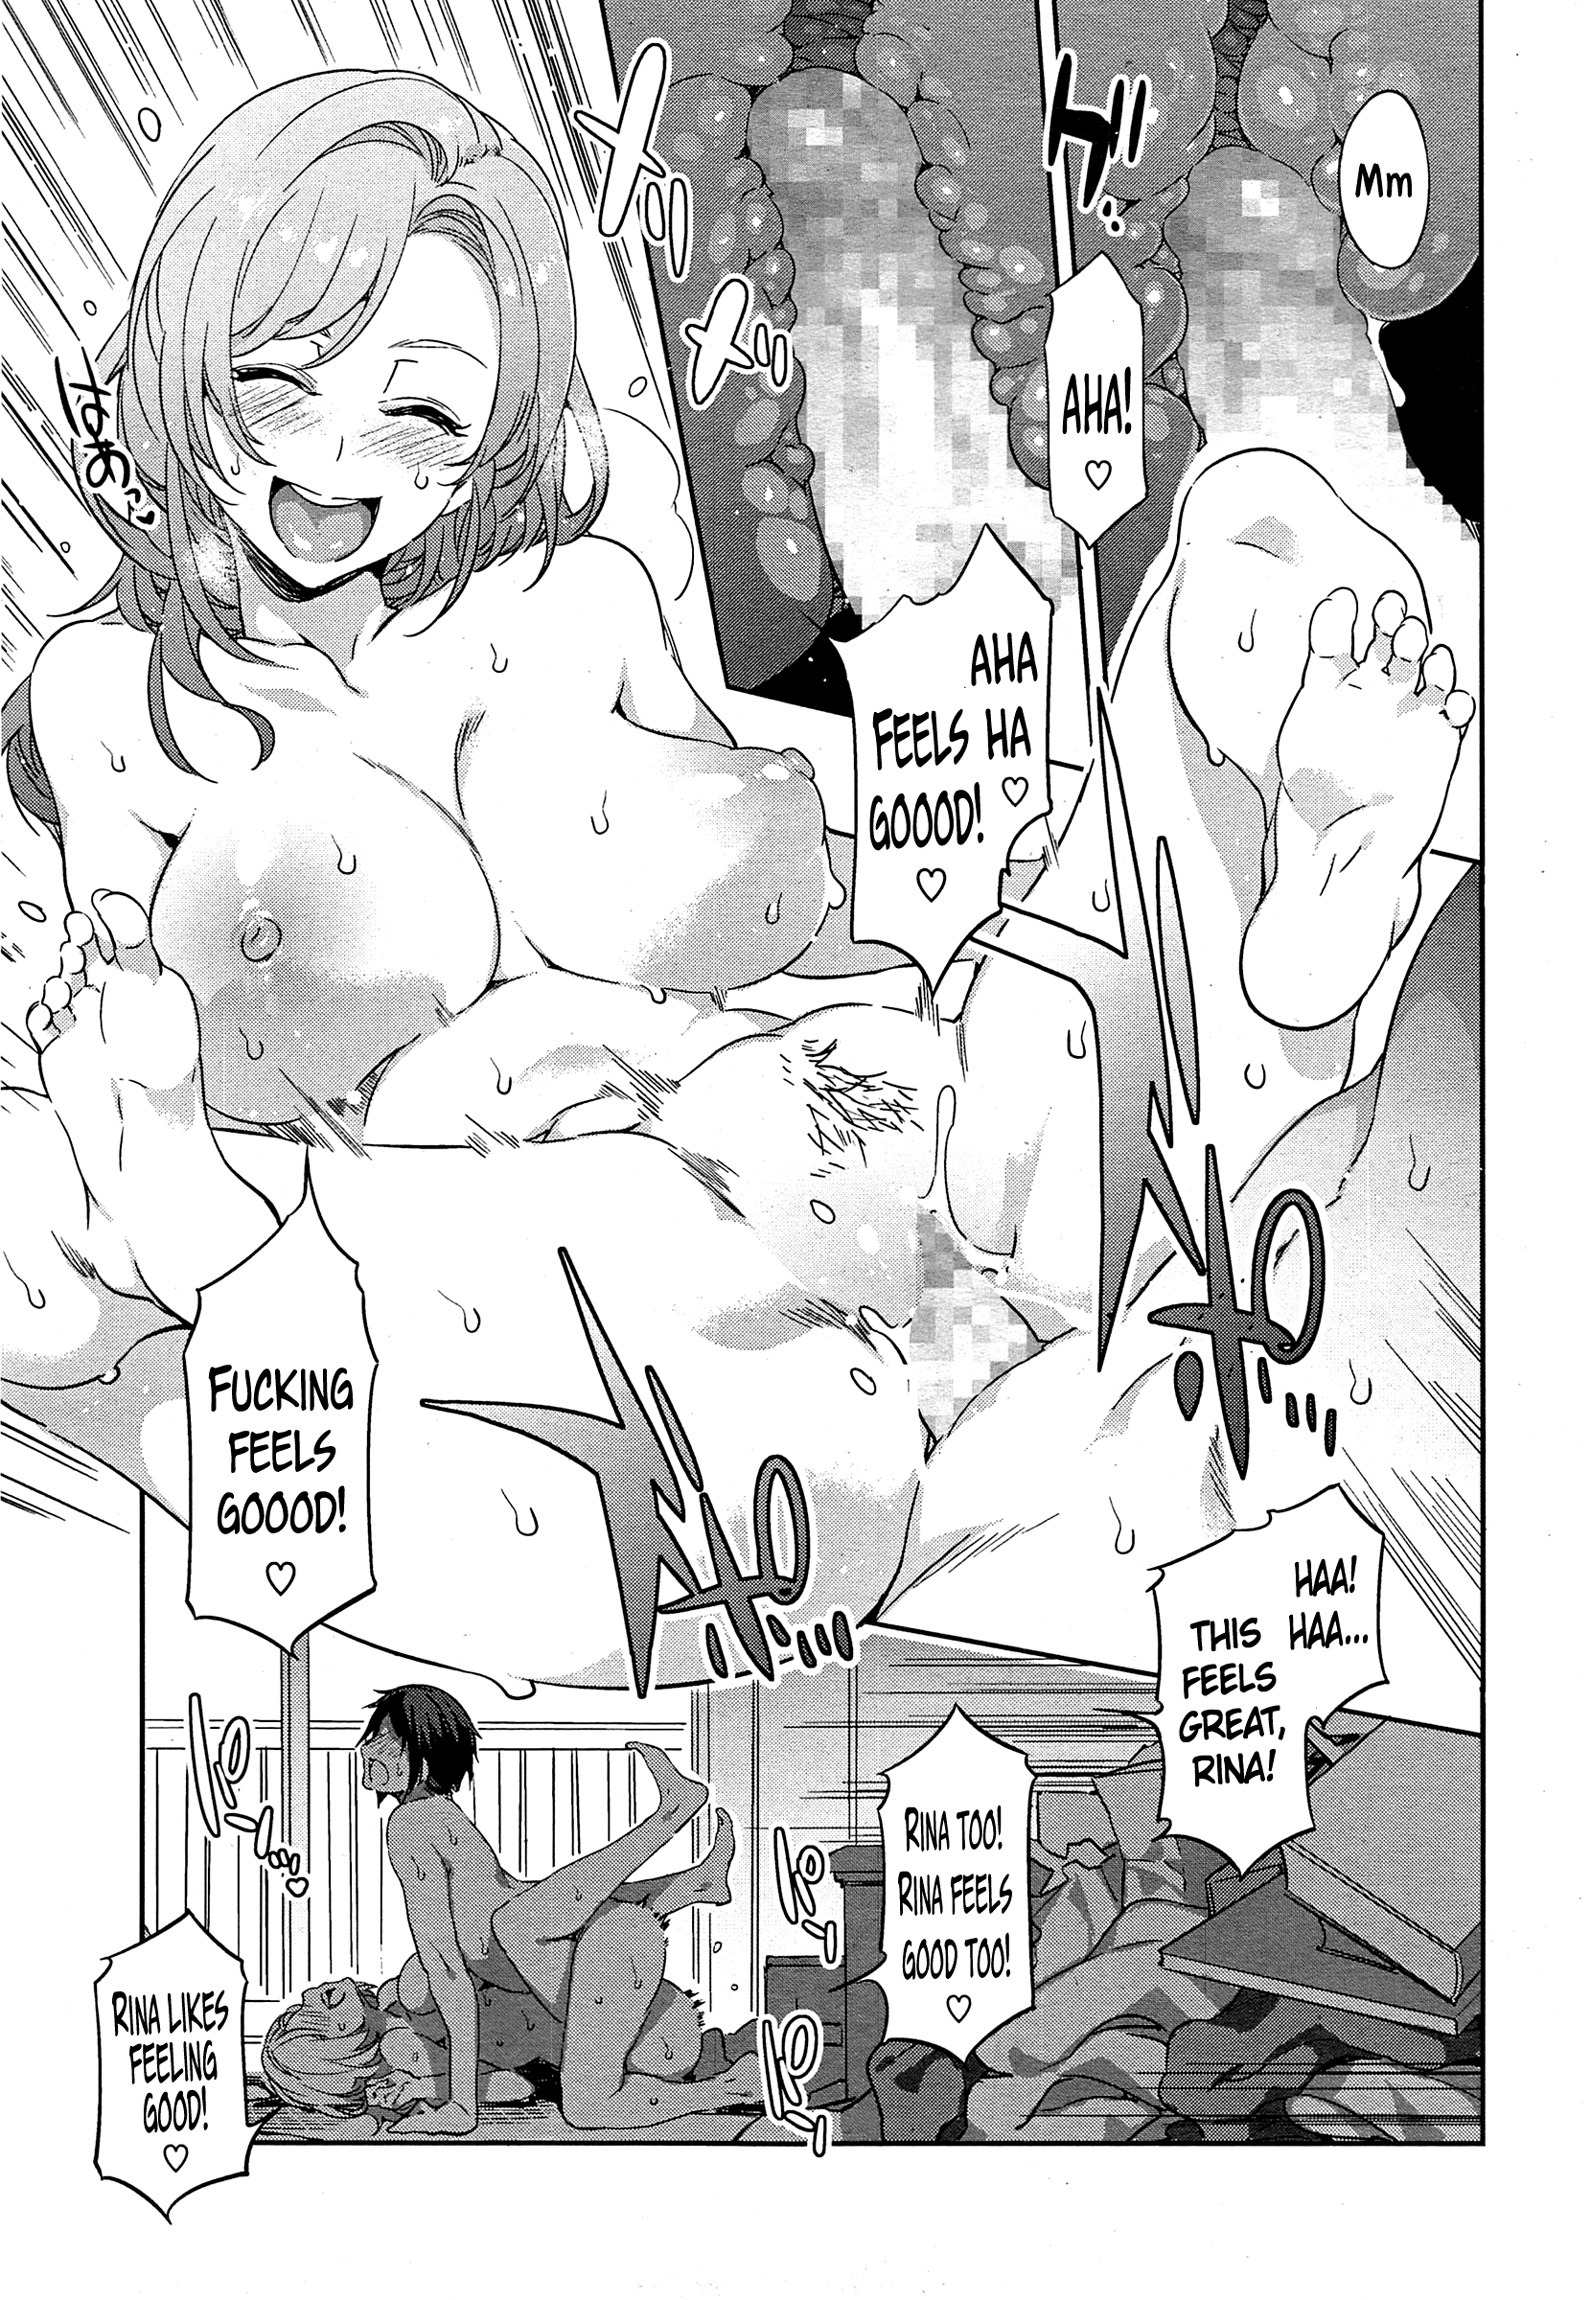 Mm
AHA!
♡
AHA
HA
♡
FEELS
GOOOD!
♡
FUCKING
FEELS
GOOOD!
♡
HAA!
HAA...
THIS
FEELS
GREAT,
RINA!
RINA TOO!
RINA FEELS
GOOD TOO!
♡
RINA LIKES
FEELING
GOOD!
♡